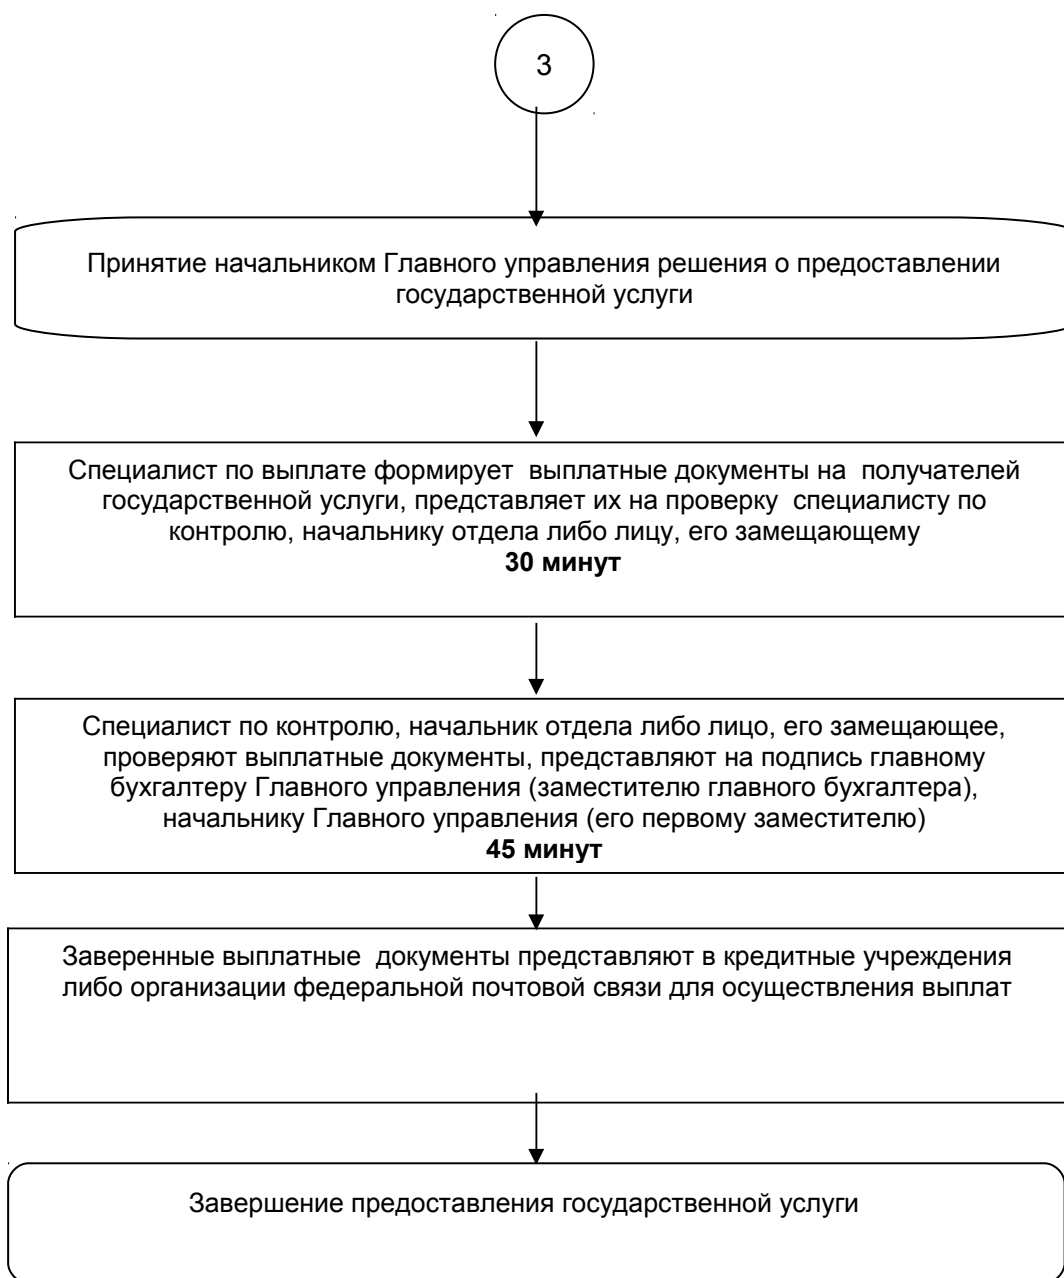 3
Принятие начальником Главного управления решения о предоставлении
государственной услуги
Специалист по выплате формирует выплатные документы на получателей
государственной услуги, представляет их на проверку специалисту по
контролю, начальнику отдела либо лицу, его замещающему
30 минут
Специалист по контролю, начальник отдела либо лицо, его замещающее,
проверяют выплатные документы, представляют на подпись главному
бухгалтеру Главного управления (заместителю главного бухгалтера),
начальнику Главного управления (его первому заместителю)
45 минут
Заверенные выплатные документы представляют в кредитные учреждения
либо организации федеральной почтовой связи для осуществления выплат
Завершение предоставления государственной услуги